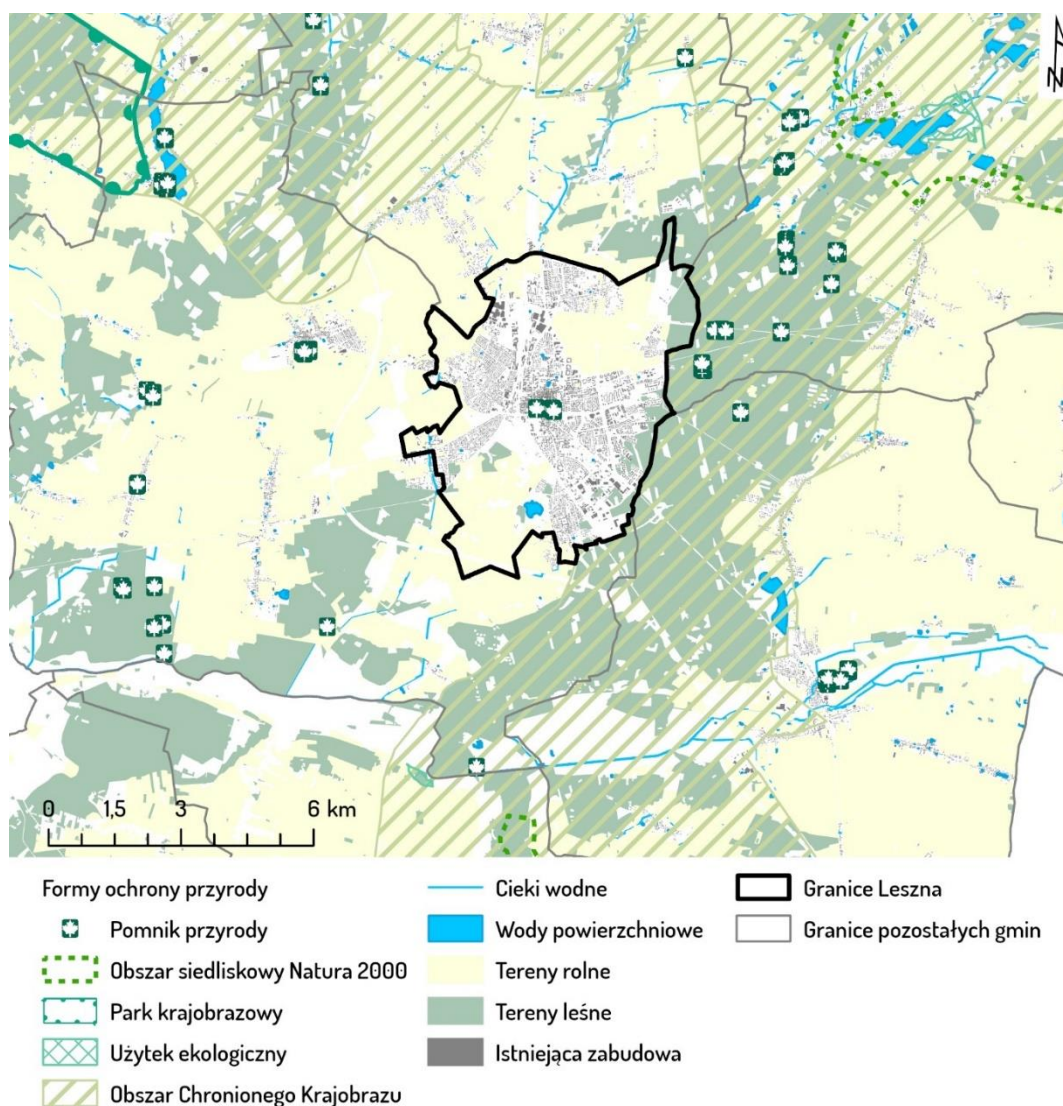 N
0 1,5 3 6 km
Formy ochrony przyrody
Pomnik przyrody
Obszar siedliskowy Natura 2000
Park krajobrazowy
Użytek ekologiczny
Obszar Chronionego Krajobrazu
Cieki wodne
Wody powierzchniowe
Tereny rolne
Tereny leśne
Istniejąca zabudowa
Granice Leszna
Granice pozostałych gmin